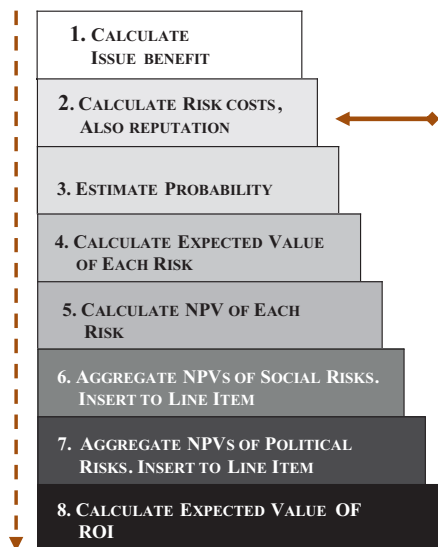 1. CALCULATE
ISSUE BENEFIT
2. CALCULATE RISK COSTS,
ALSO REPUTATION
3. ESTIMATE PROBABILITY
4. CALCULATE EXPECTED VALUE
OF EACH RISK
5. CALCULATE NPV OF EACH
RISK
6. AGGREGATE NPVS OF SOCIAL RISKS.
INSERT TO LINE ITEM
7. AGGREGATE NPVS OF POLITICAL
RISKS. INSERT TO LINE ITEM
8. CALCULATE EXPECTED VALUE OF
ROI